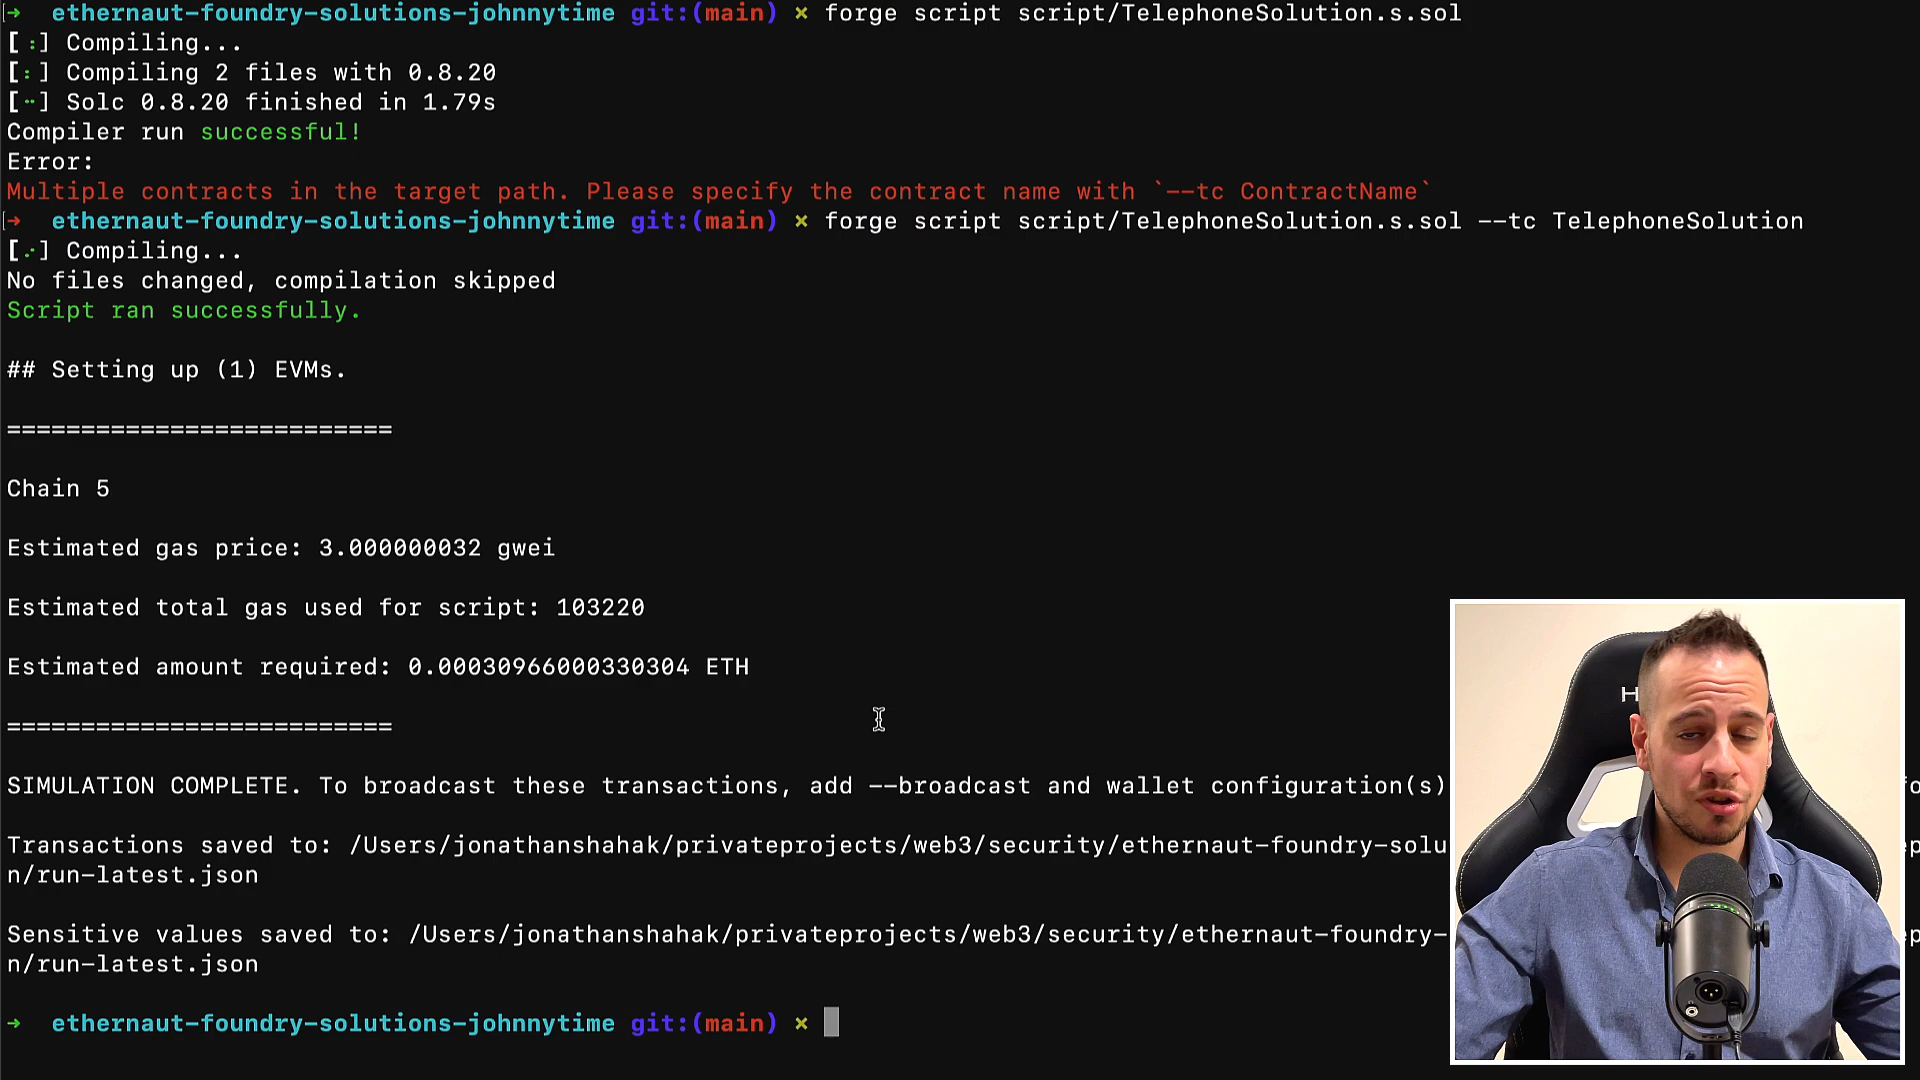 ➜ ethernaut-foundry-solutions-johnnytime git:(main) × forge script script/TelephoneSolution.s.sol
[⠰] Compiling...
[⠆] Compiling 2 files with 0.8.20
[⠒] Solc 0.8.20 finished in 1.79s
Compiler run successful!
Error:
Multiple contracts in the target path. Please specify the contract name with `--tc ContractName`
➜ ethernaut-foundry-solutions-johnnytime git:(main) × forge script script/TelephoneSolution.s.sol --tc TelephoneSolution
[⠔] Compiling...
No files changed, compilation skipped
Script ran successfully.
## Setting up (1) EVMs.
==========================
Chain 5
Estimated gas price: 3.000000032 gwei
Estimated total gas used for script: 103220
Estimated amount required: 0.00030966000330304 ETH
==========================
SIMULATION COMPLETE. To broadcast these transactions, add --broadcast and wallet configuration(s)
Transactions saved to: /Users/jonathanshahak/privateprojects/web3/security/ethernaut-foundry-solu
n/run-latest.json
Sensitive values saved to: /Users/jonathanshahak/privateprojects/web3/security/ethernaut-foundry-
n/run-latest.json
➜ ethernaut-foundry-solutions-johnnytime git:(main) ×